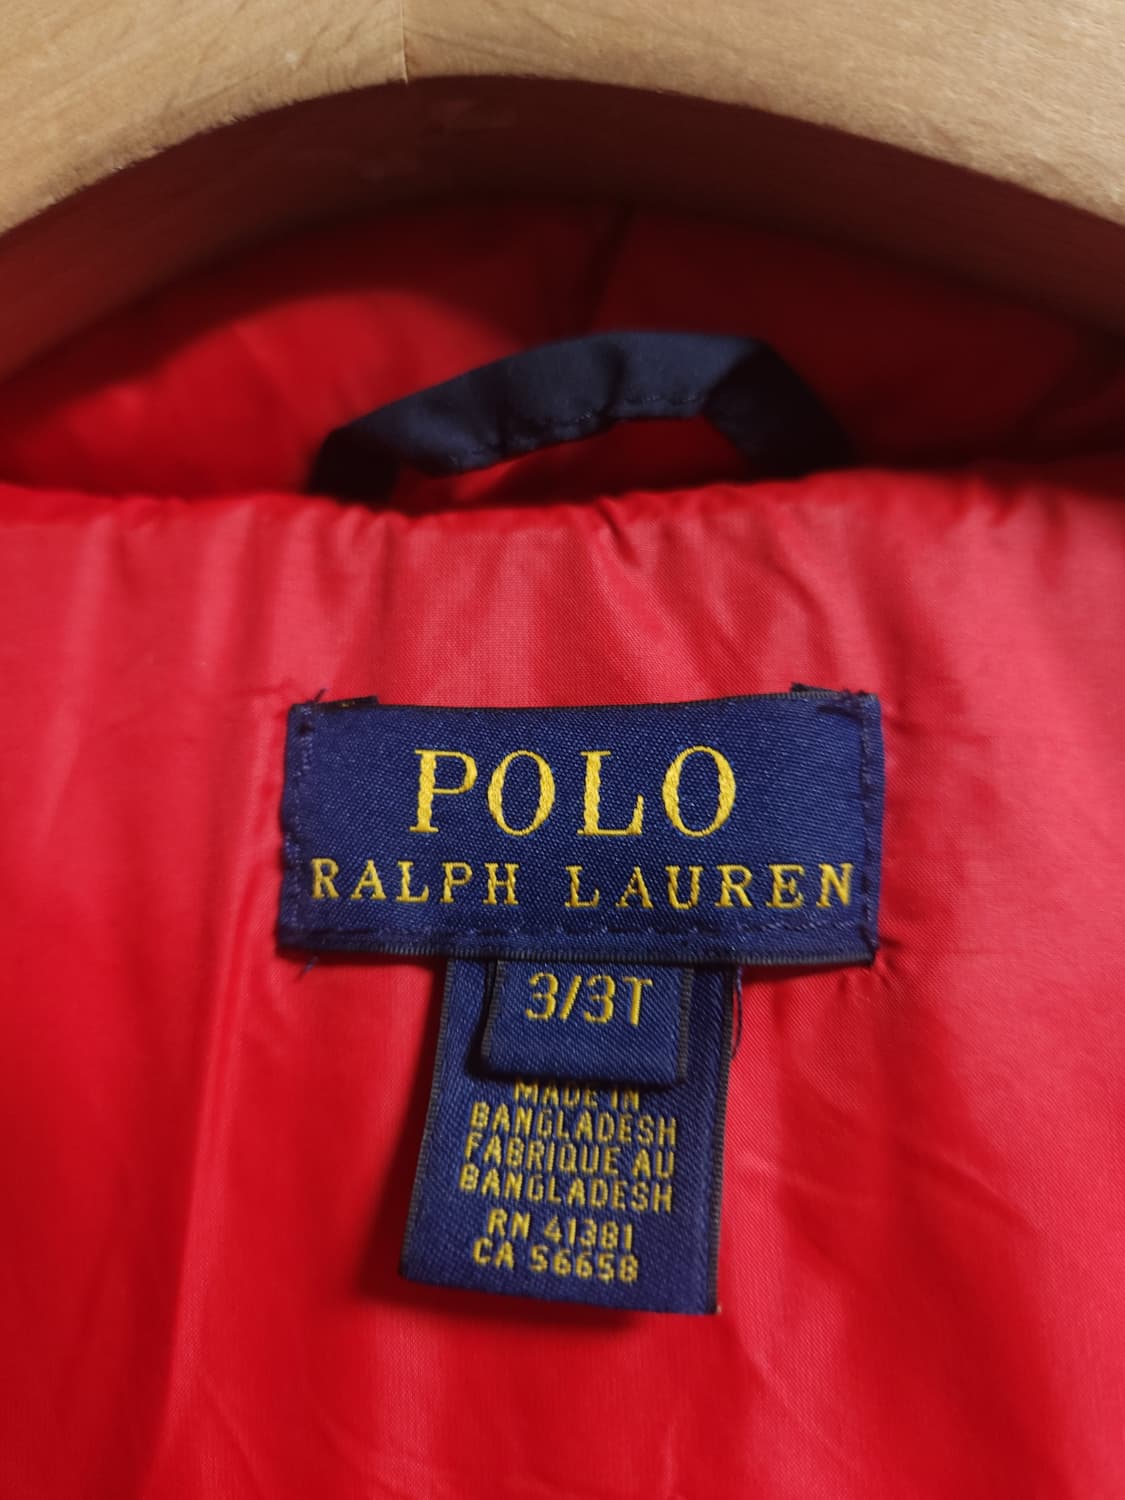 POLO
RALPH LAUREN
3/3T
MADE IN
BANGLADESH
FABRIQUE AU
BANGLADESH
RN 41381
CA 56658